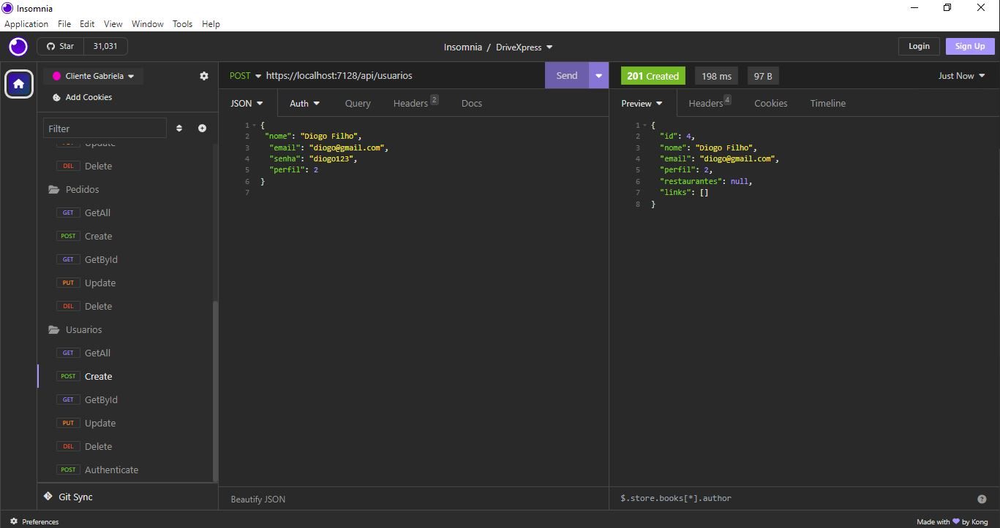 Insomnia
Application File Edit View Window Tools Help
Star 31,031
Insomnia / DriveXpress
Login Sign Up
Cliente Gabriela
Add Cookies
Filter
Update
DEL Delete
Pedidos
GET GetAll
POST Create
GET GetById
PUT Update
DEL Delete
Usuarios
GET GetAll
POST Create
GET GetById
PUT Update
DEL Delete
POST Authenticate
Git Sync
POST https://localhost:7128/api/usuarios Send
JSON Auth Query Headers 2 Docs
1 {
2 "nome": "Diogo Filho",
3 "email": "diogo@gmail.com",
4 "senha": "diogo123",
5 "perfil": 2
6 }
7
Beautify JSON
201 Created 198 ms 97 B Just Now
Preview Headers 4 Cookies Timeline
1 {
2 "id": 4,
3 "nome": "Diogo Filho",
4 "email": "diogo@gmail.com",
5 "perfil": 2,
6 "restaurantes": null,
7 "links": []
8 }
$.store.books[*].author
Preferences
Made with by Kong